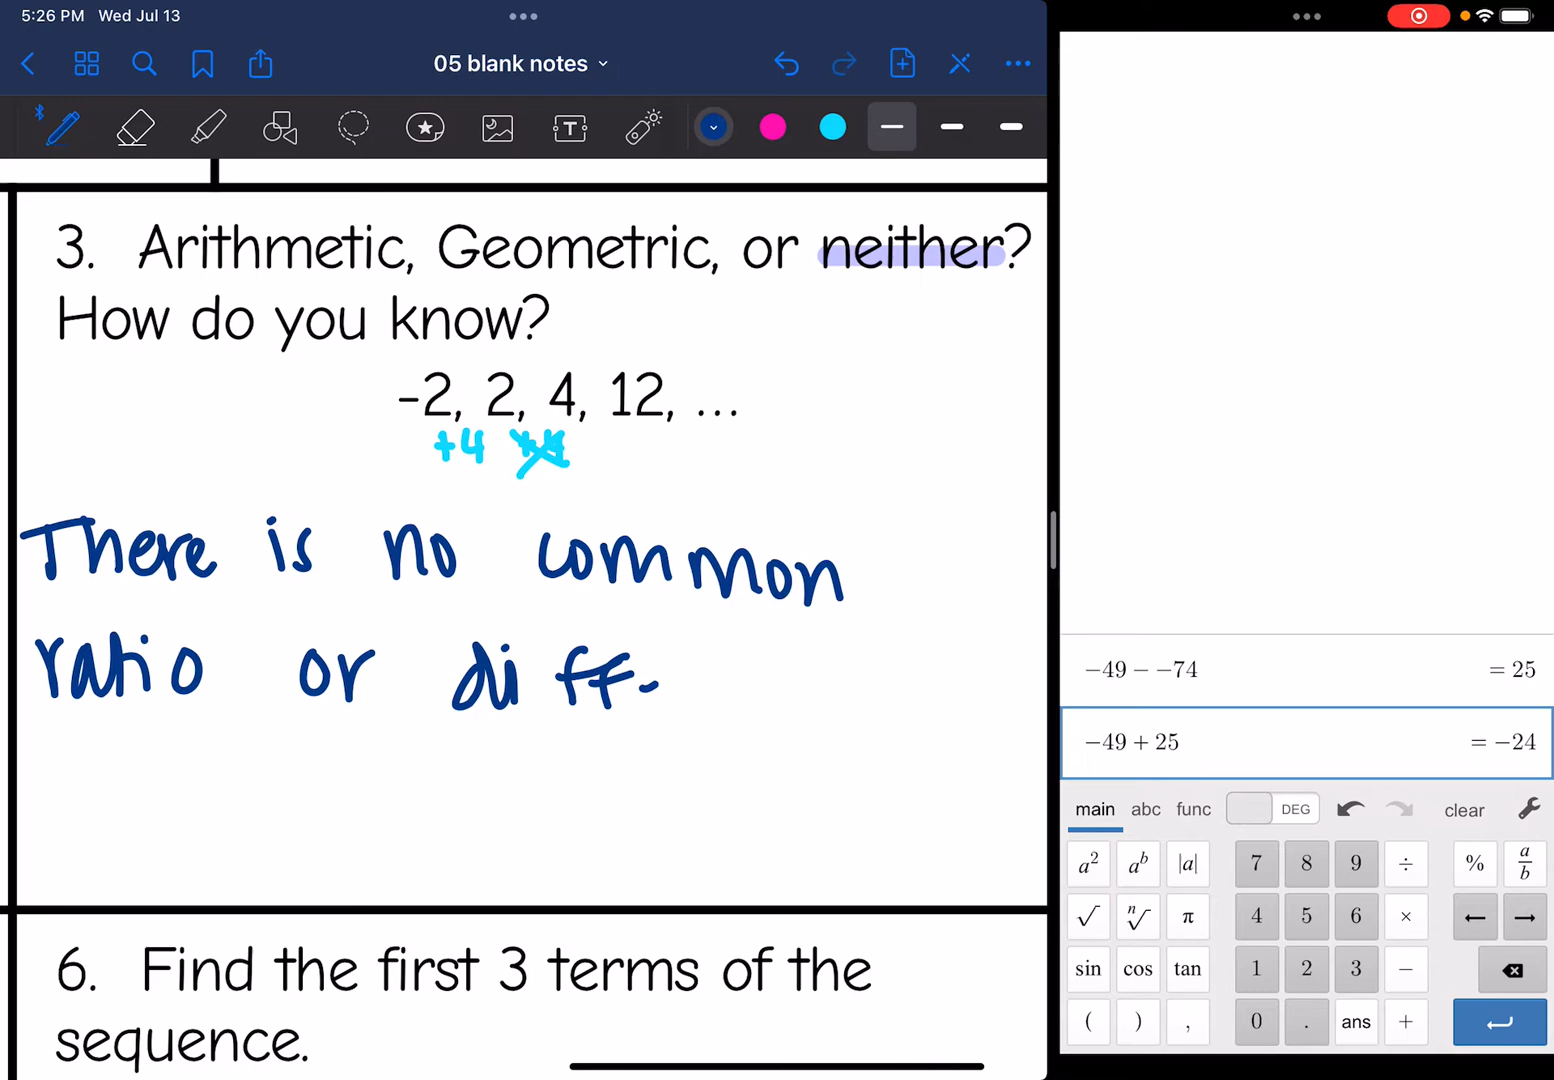 5:26 PM Wed Jul 13
05 blank notes
3. Arithmetic, Geometric, or neither?
How do you know?
-2, 2, 4, 12, ...
+4
There is no common
ratio or diff.
6. Find the first 3 terms of the
sequence.
−49 − −74 = 25
−49 + 25 = −24
main abc func DEG clear
a² aᵇ |a| 7 8 9 ÷ % a/b
√ ⁿ√ π 4 5 6 × ← →
sin cos tan 1 2 3 −
( ) , 0 . ans +